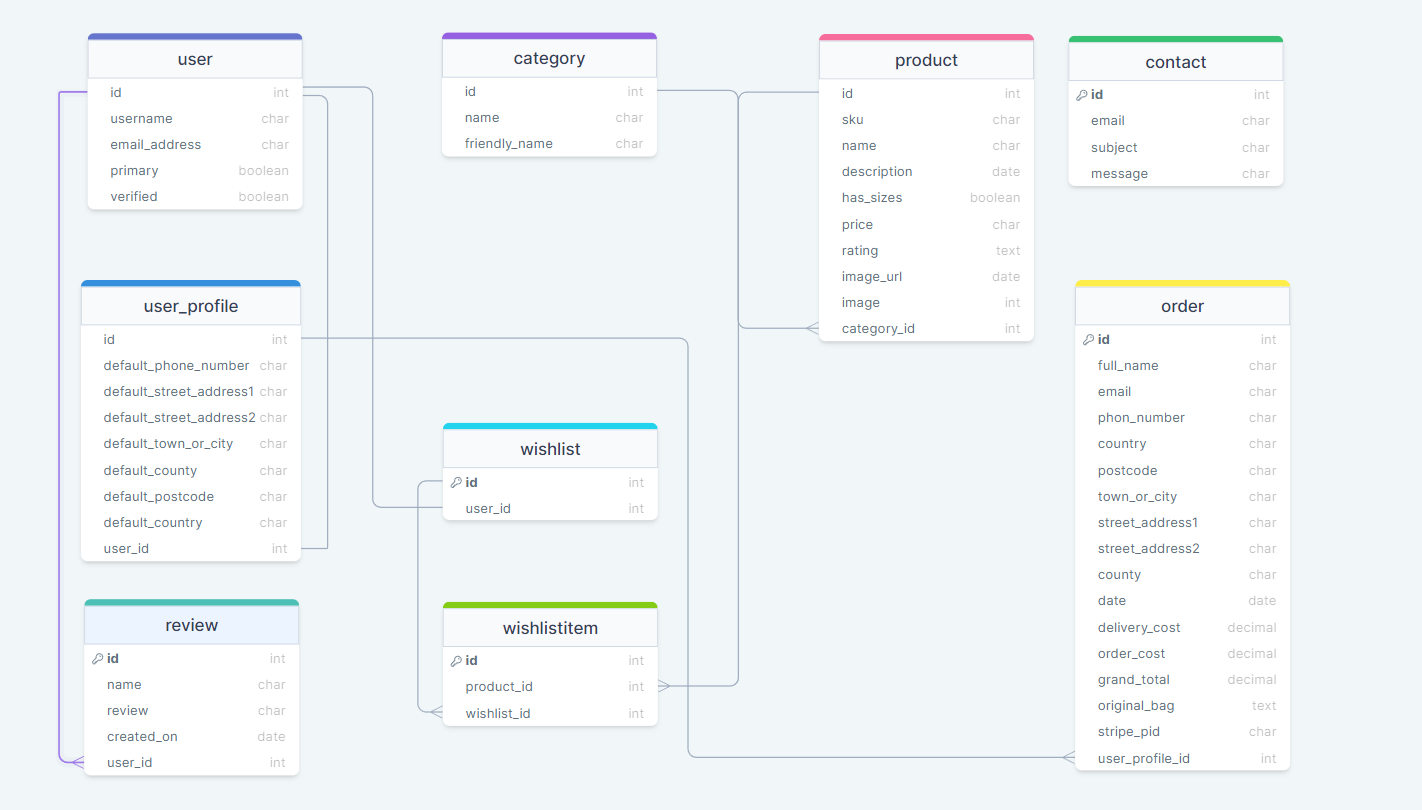 user
id int
username char
email_address char
primary boolean
verified boolean
category
id int
name char
friendly_name char
product
id int
sku char
name char
description date
has_sizes boolean
price char
rating text
image_url date
image int
category_id int
contact
id int
email char
subject char
message char
user_profile
id int
default_phone_number char
default_street_address1 char
default_street_address2 char
default_town_or_city char
default_county char
default_postcode char
default_country char
user_id int
wishlist
id int
user_id int
order
id int
full_name char
email char
phon_number char
country char
postcode char
town_or_city char
street_address1 char
street_address2 char
county char
date date
delivery_cost decimal
order_cost decimal
grand_total decimal
original_bag text
stripe_pid char
user_profile_id int
review
id int
name char
review char
created_on date
user_id int
wishlistitem
id int
product_id int
wishlist_id int